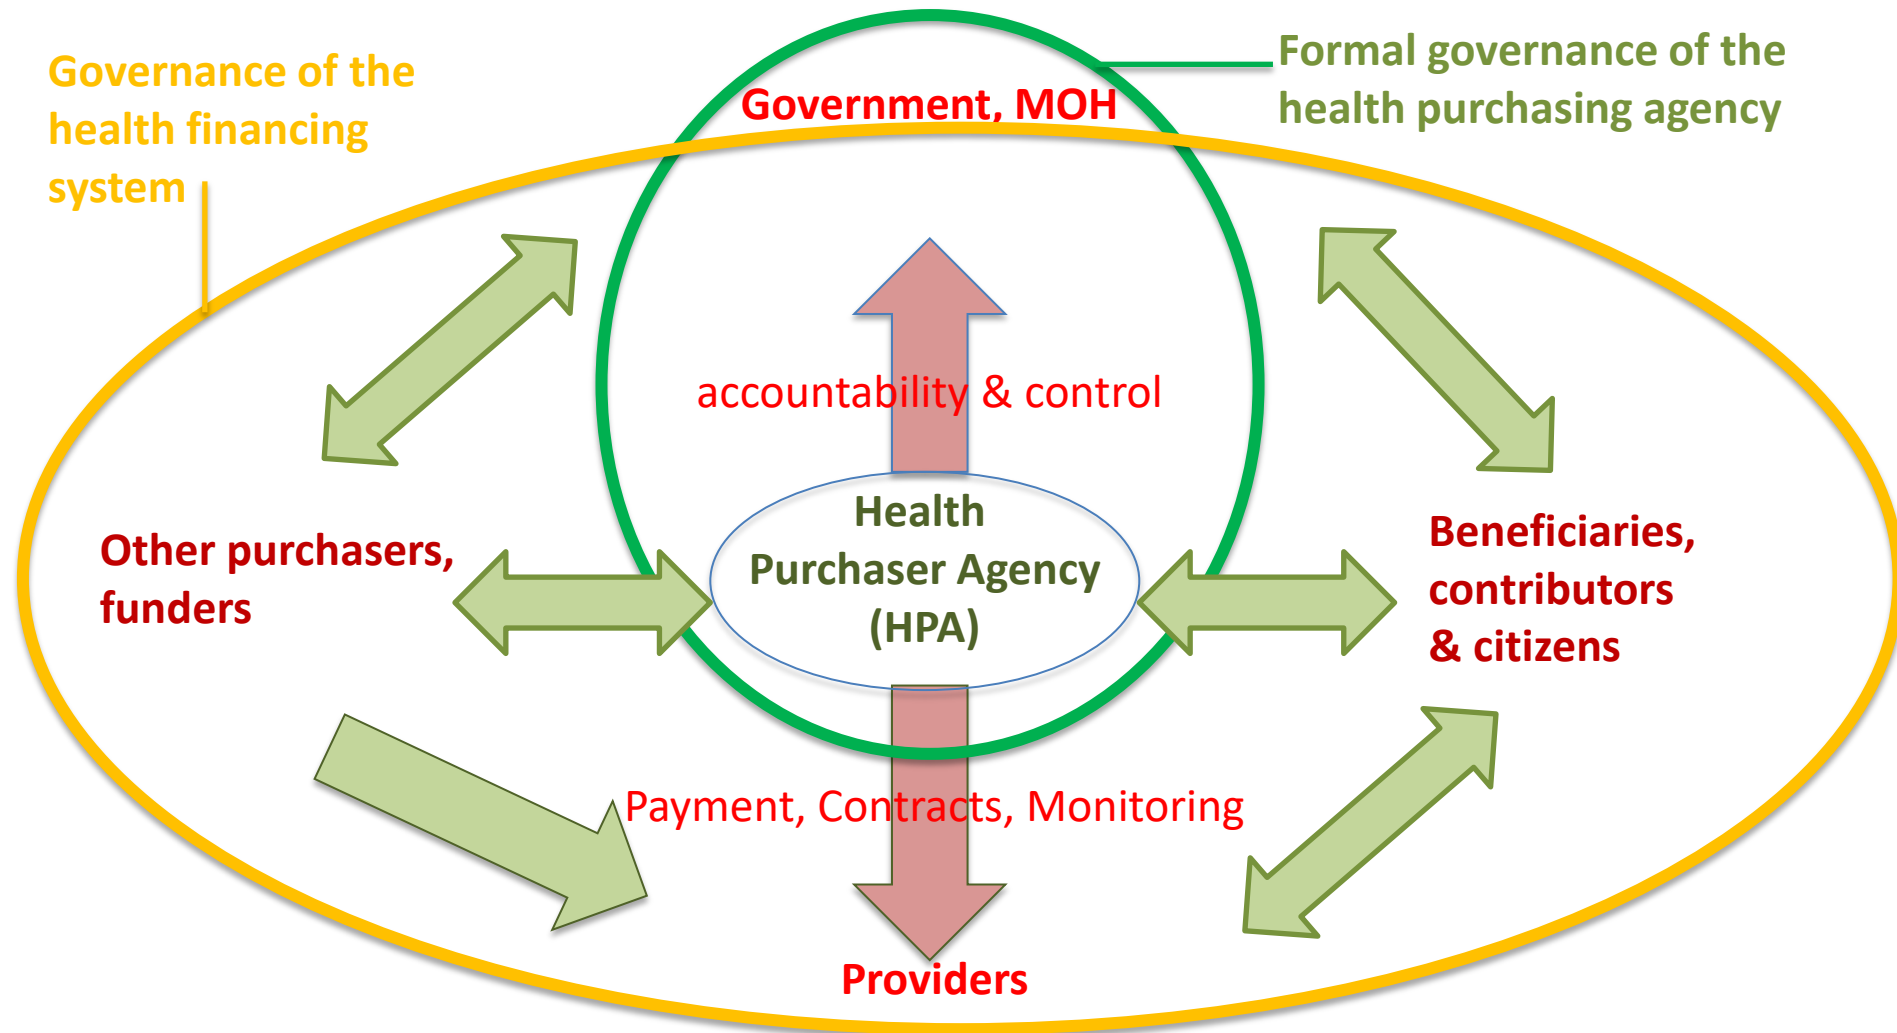 Governance of the
health financing
system
Formal governance of the
health purchasing agency
Government, MOH
accountability & control
Health
Purchaser Agency
(HPA)
Other purchasers,
funders
Beneficiaries,
contributors
& citizens
Payment, Contracts, Monitoring
Providers